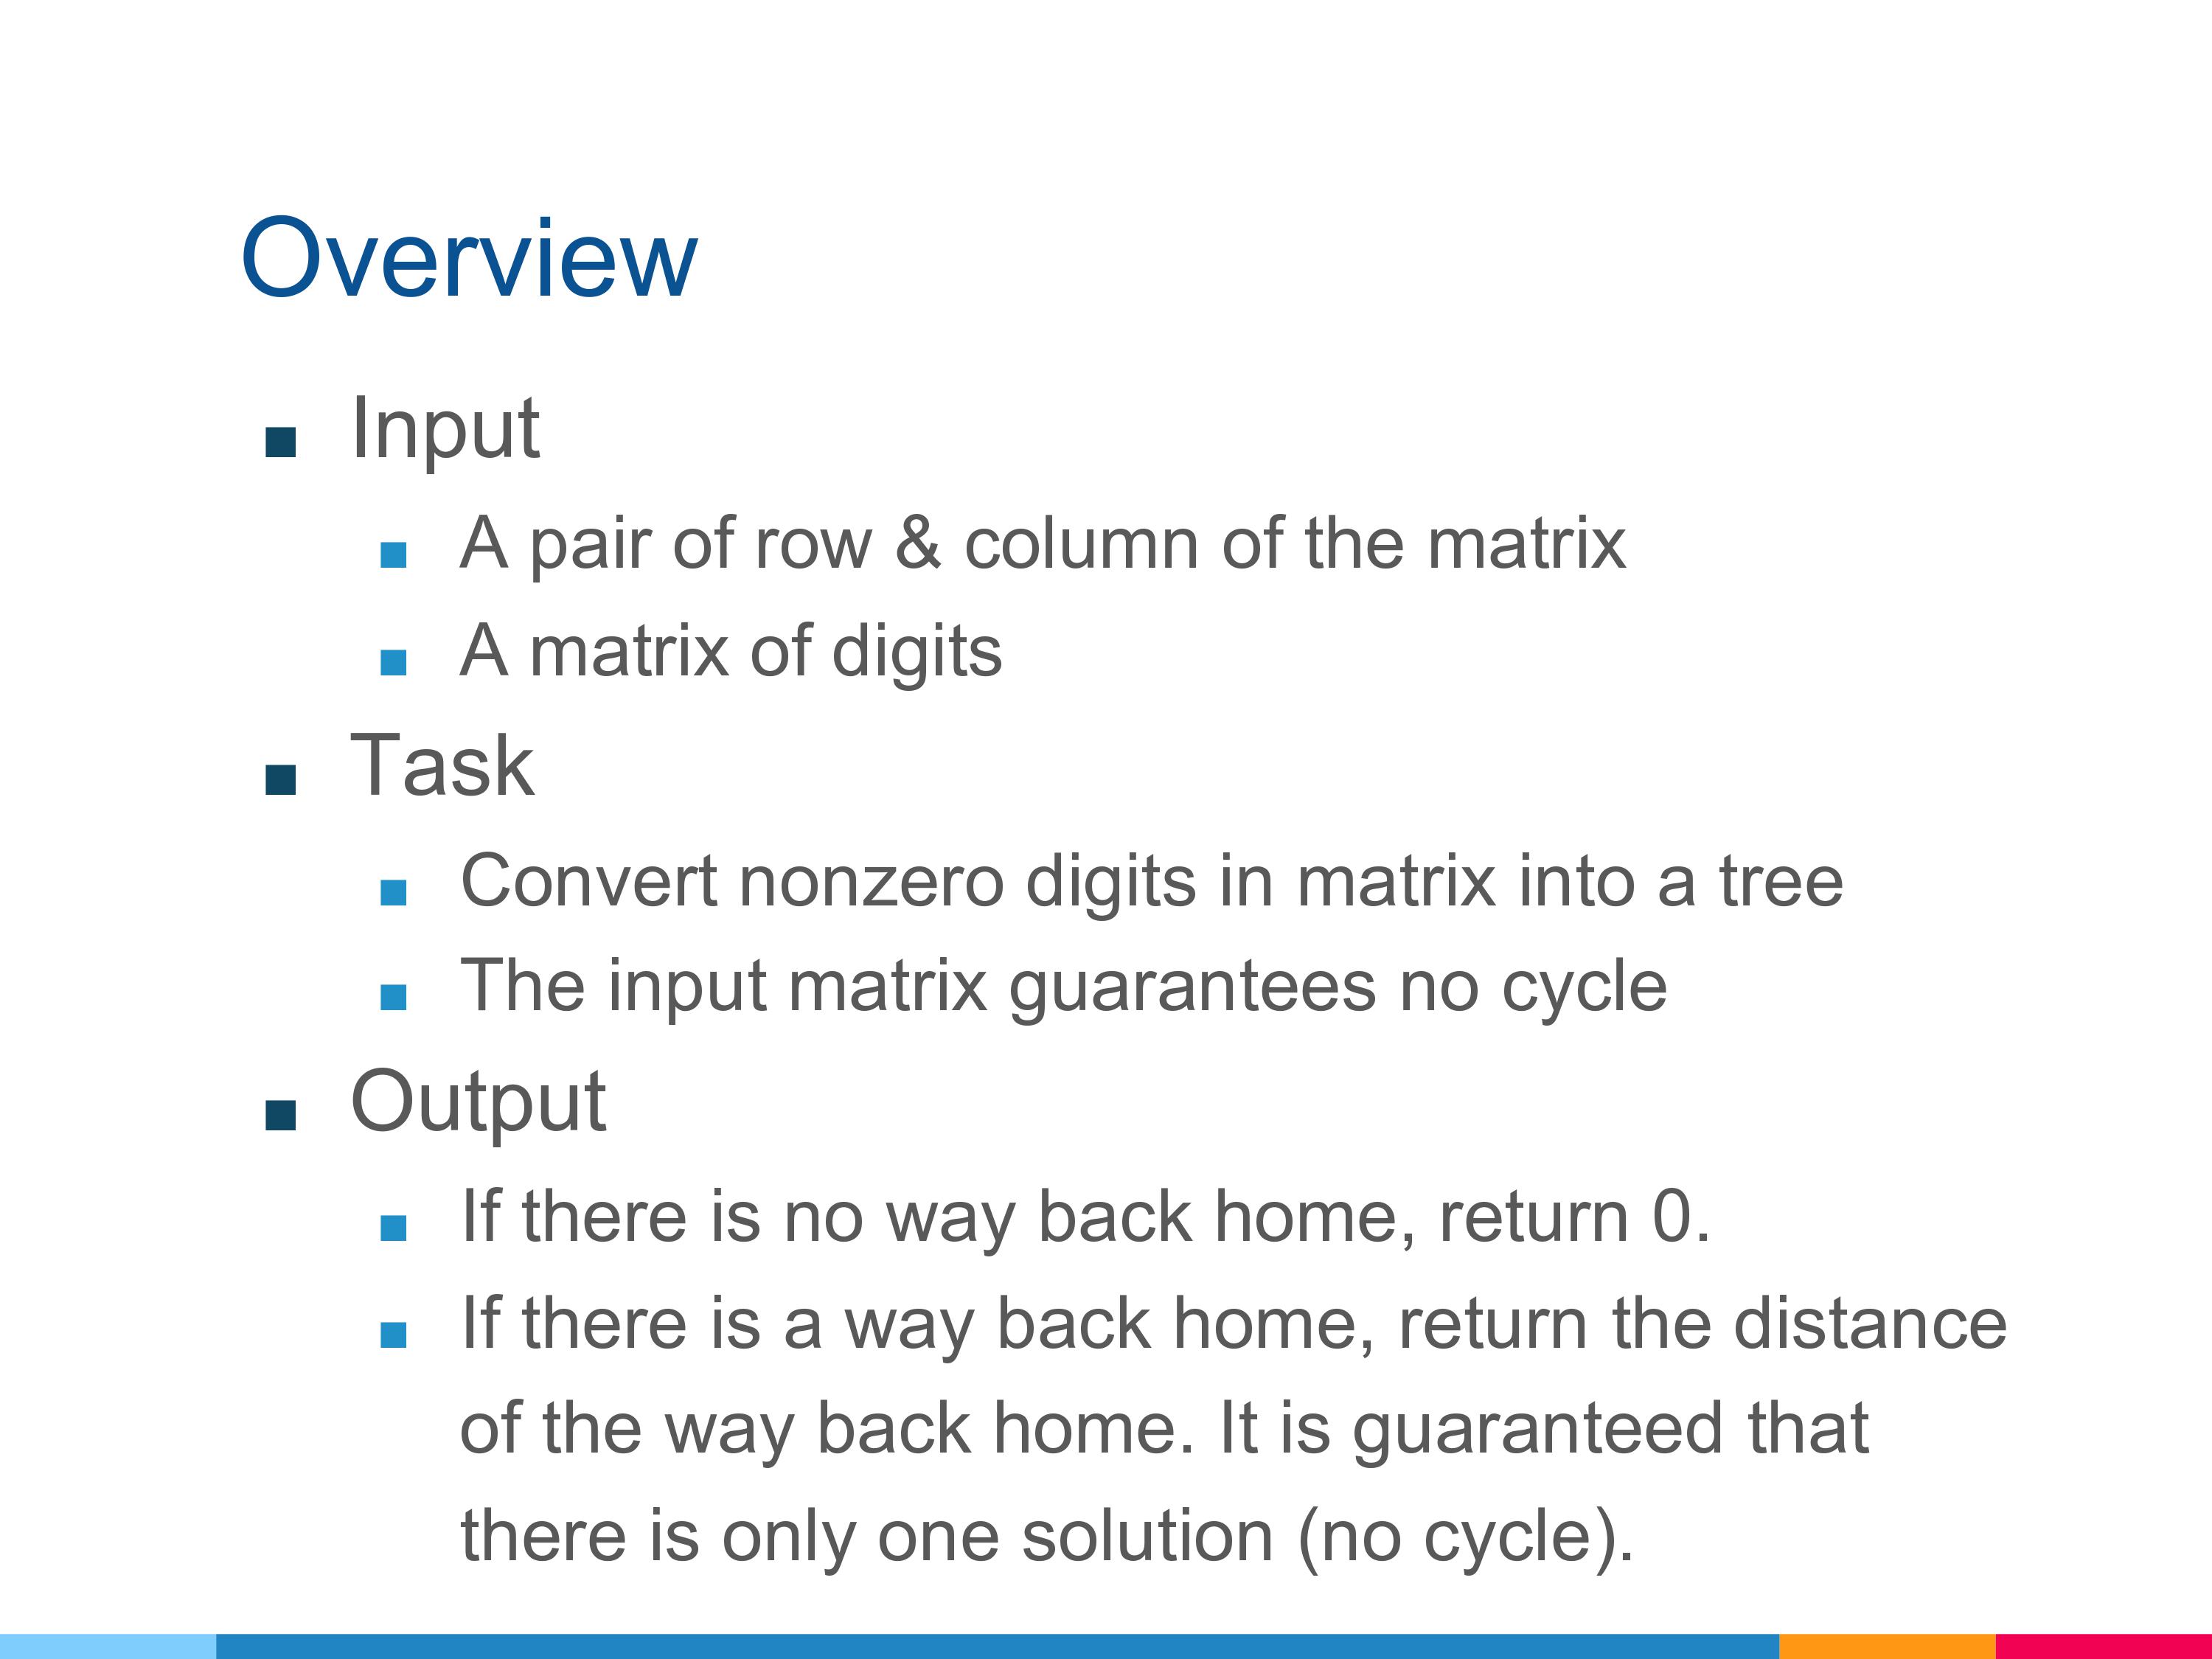 Overview
Input
A pair of row & column of the matrix
A matrix of digits
Task
Convert nonzero digits in matrix into a tree
The input matrix guarantees no cycle
Output
If there is no way back home, return 0.
If there is a way back home, return the distance
of the way back home. It is guaranteed that
there is only one solution (no cycle).